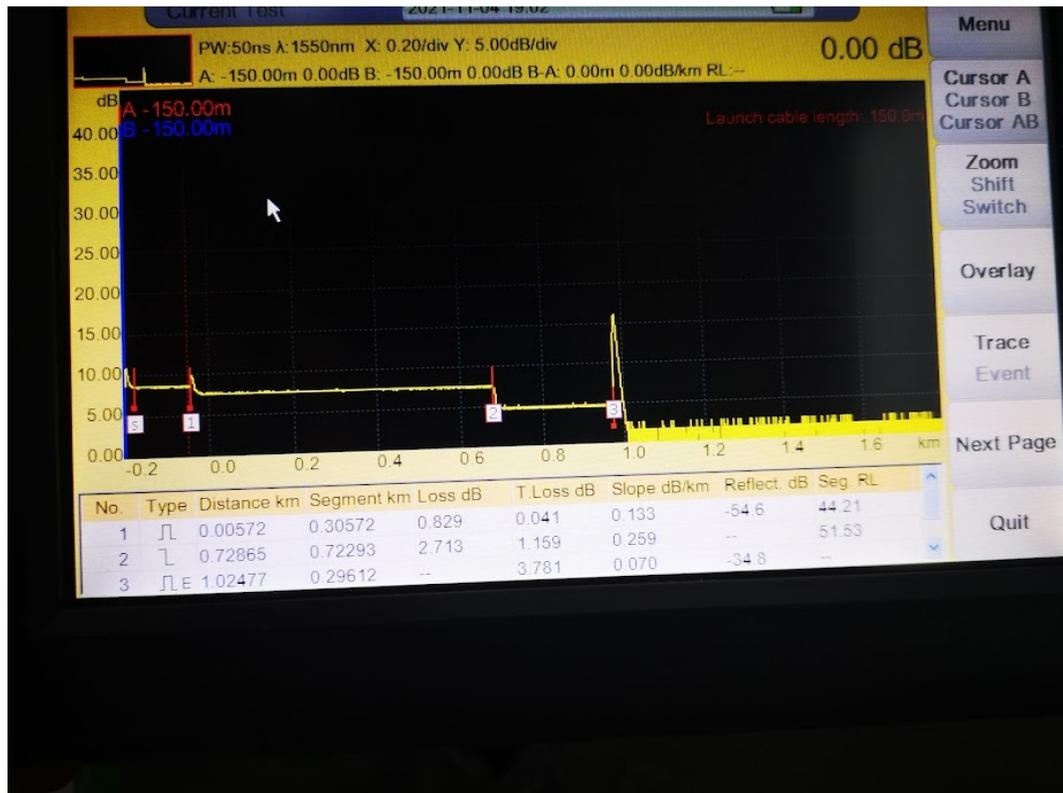 Current Test 2021-11-04 19:02
PW:50ns λ:1550nm X: 0.20/div Y: 5.00dB/div
0.00 dB
A: -150.00m 0.00dB B: -150.00m 0.00dB B-A: 0.00m 0.00dB/km RL:--
dB
A -150.00m
B -150.00m
Launch cable length: 150.0m
40.00
35.00
30.00
25.00
20.00
15.00
10.00
5.00
0.00
S 1 2 3
-0.2 0.0 0.2 0.4 0.6 0.8 1.0 1.2 1.4 1.6 km
No. Type Distance km Segment km Loss dB T.Loss dB Slope dB/km Reflect. dB Seg. RL
1 0.00572 0.30572 0.829 0.041 0.133 -54.6 44.21
2 0.72865 0.72293 2.713 1.159 0.259 -- 51.53
3 E 1.02477 0.29612 -- 3.781 0.070 -34.8 --
Menu
Cursor A
Cursor B
Cursor AB
Zoom
Shift
Switch
Overlay
Trace
Event
Next Page
Quit